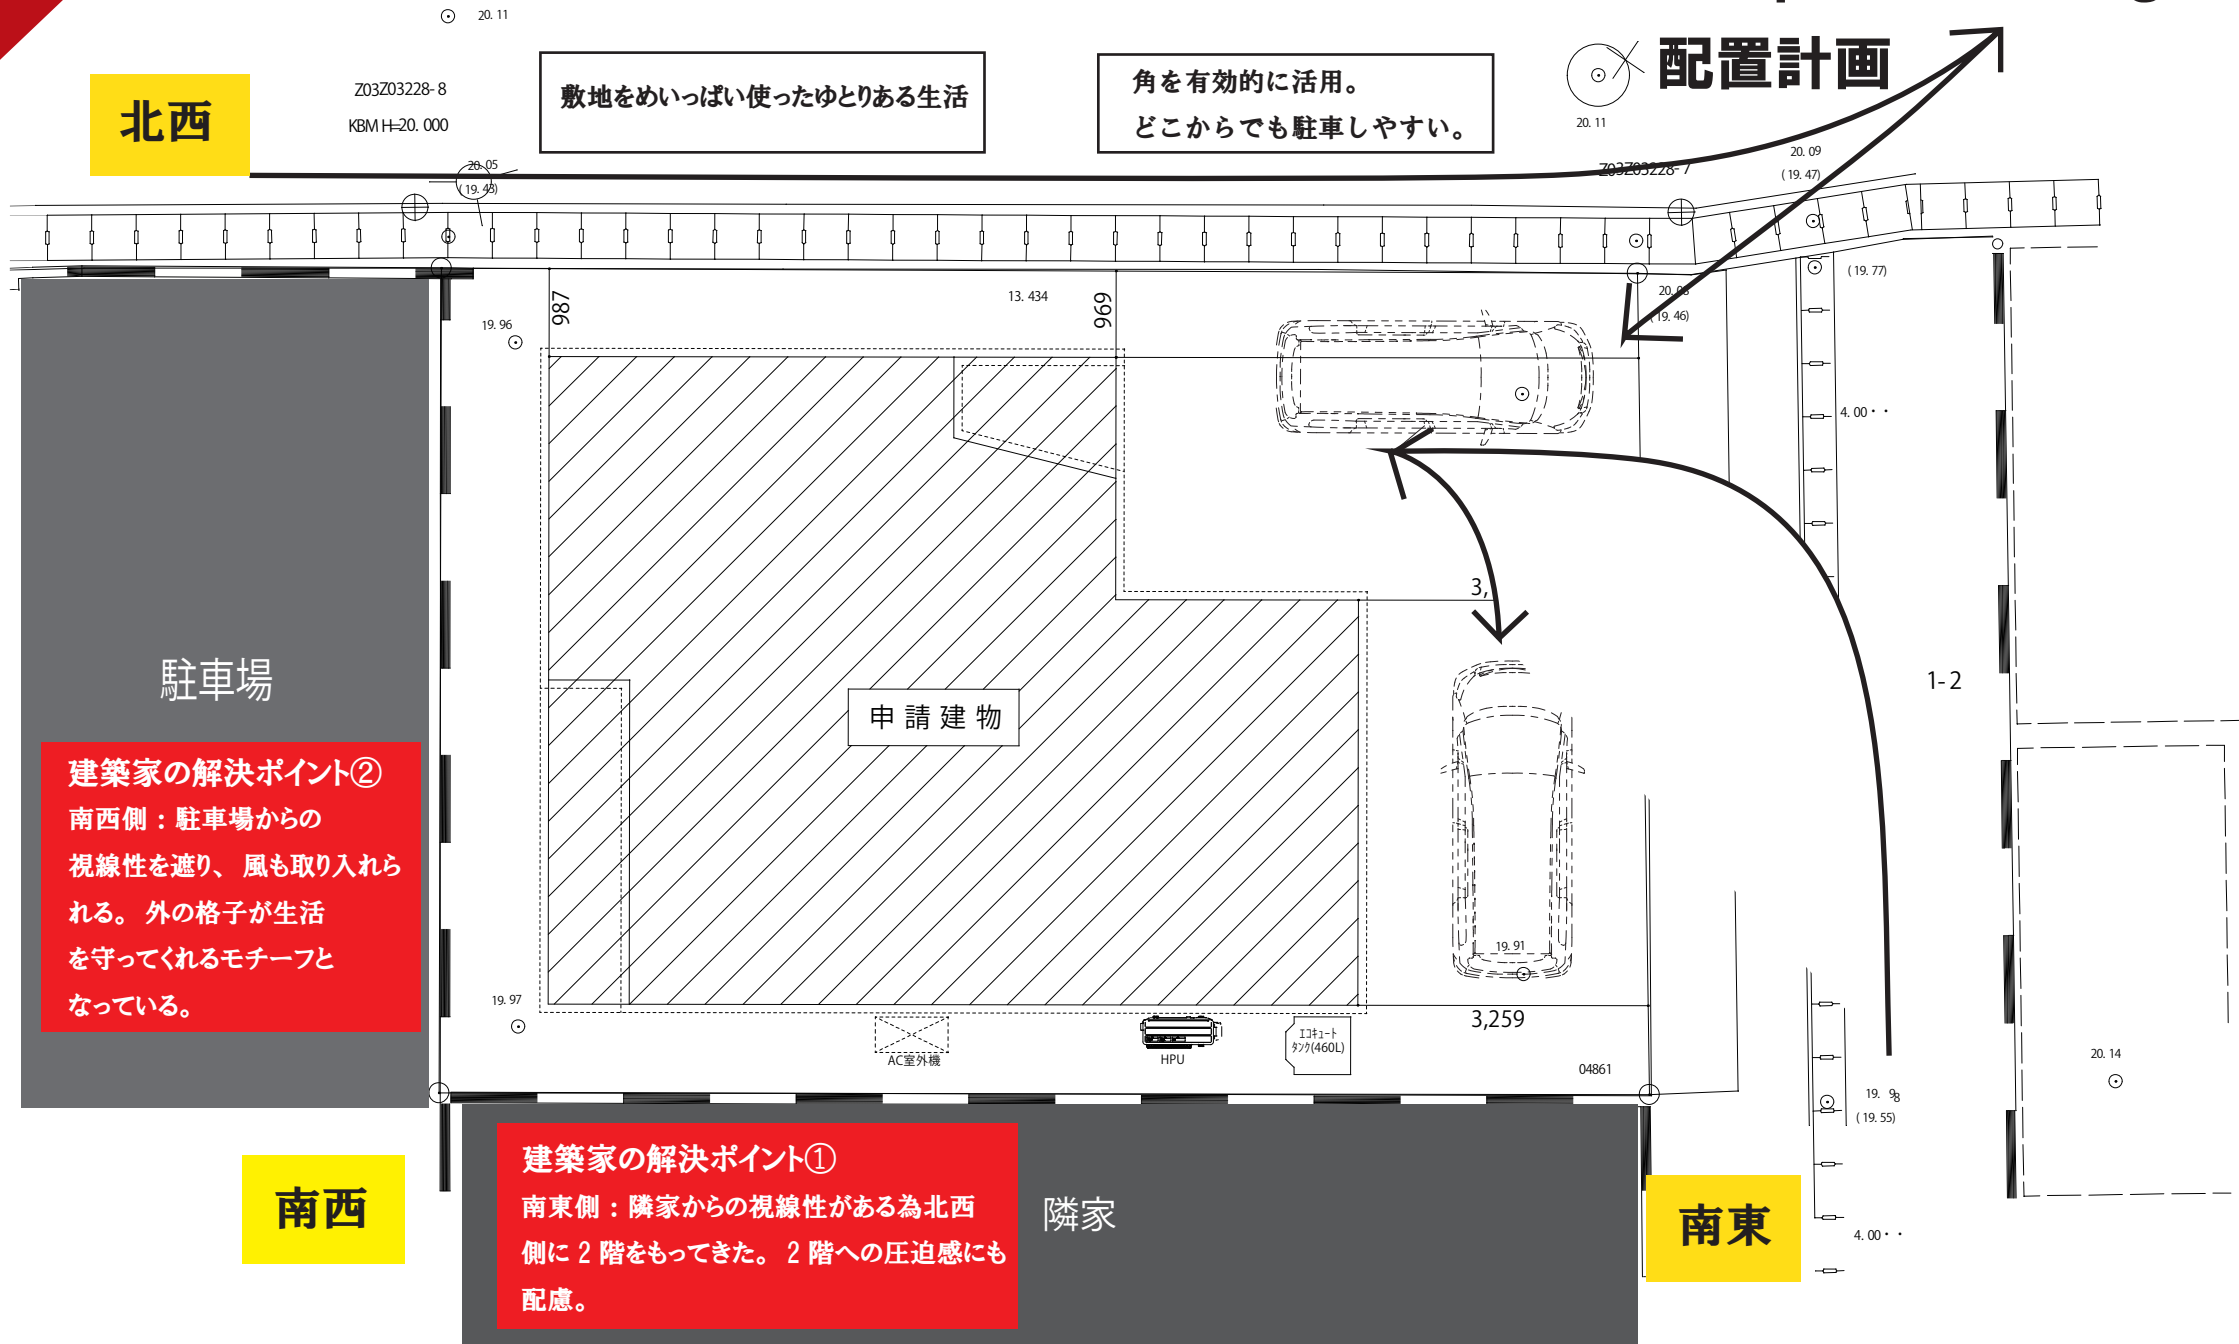 配置計画
20. 11
北西
Z03Z03228- 8
KBM H=20. 000
敷地をめいっぱい使ったゆとりある生活
角を有効的に活用。
どこからでも駐車しやすい。
20. 11
20. 05
(19. 43)
Z03Z03228- 7
20. 09
(19. 47)
987
13. 434
969
20. 03
(19. 46)
(19. 77)
19. 96
4. 00・・
3,
1- 2
駐車場
申請建物
建築家の解決ポイント②
南西側：駐車場からの
視線性を遮り、 風も取り入れら
れる。 外の格子が生活
を守ってくれるモチーフと
なっている。
19. 91
19. 97
3,259
AC室外機
HPU
エコキュート
タンク(460L)
04861
20. 14
19. 98
(19. 55)
南西
建築家の解決ポイント①
南東側：隣家からの視線性がある為北西
側に 2 階をもってきた。 2 階への圧迫感にも
配慮。
隣家
南東
4. 00・・